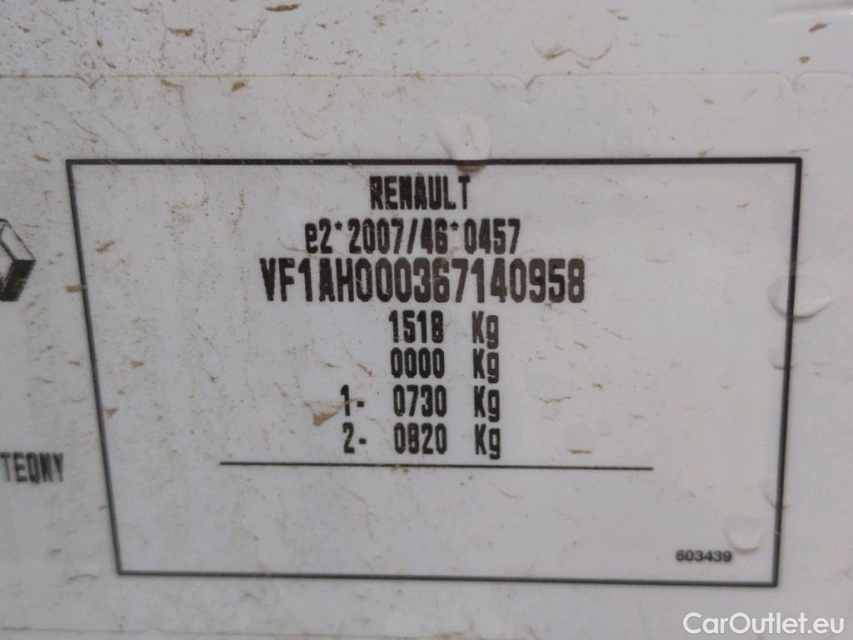 RENAULT
e2*2007/46*0457
VF1AH000367140958
1518 Kg
0000 Kg
1- 0730 Kg
2- 0820 Kg
TEQNY
603439
CarOutlet.eu